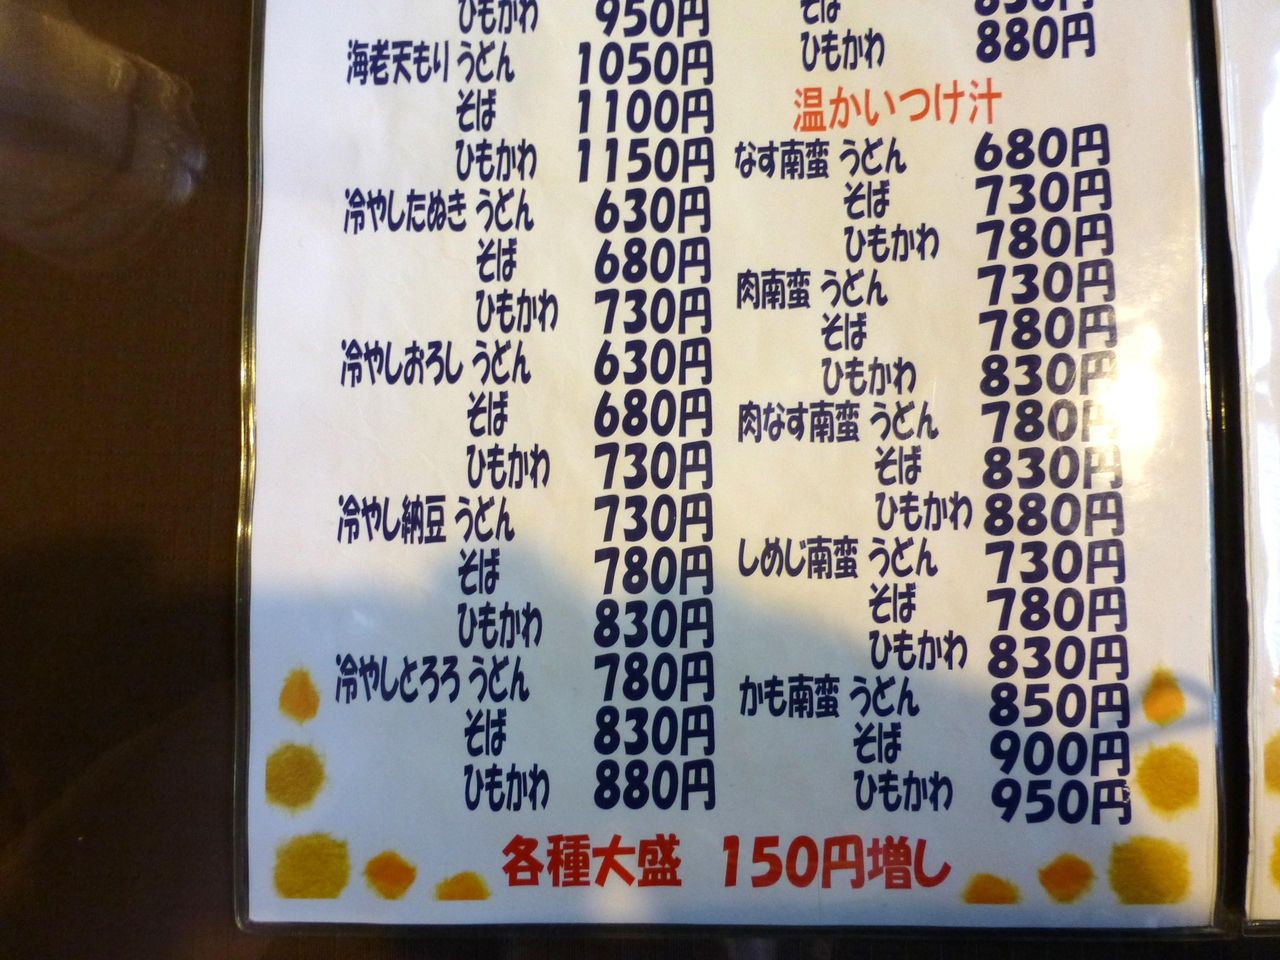 ひもかわ 950円
海老天もり うどん 1050円
そば 1100円
ひもかわ 1150円
冷やしたぬき うどん 630円
そば 680円
ひもかわ 730円
冷やしおろし うどん 630円
そば 680円
ひもかわ 730円
冷やし納豆 うどん 730円
そば 780円
ひもかわ 830円
冷やしとろろ うどん 780円
そば 830円
ひもかわ 880円
そば 830円
ひもかわ 880円
温かいつけ汁
なす南蛮 うどん 680円
そば 730円
ひもかわ 780円
肉南蛮 うどん 730円
そば 780円
ひもかわ 830円
肉なす南蛮 うどん 780円
そば 830円
ひもかわ 880円
しめじ南蛮 うどん 730円
そば 780円
ひもかわ 830円
かも南蛮 うどん 850円
そば 900円
ひもかわ 950円
各種大盛 150円増し